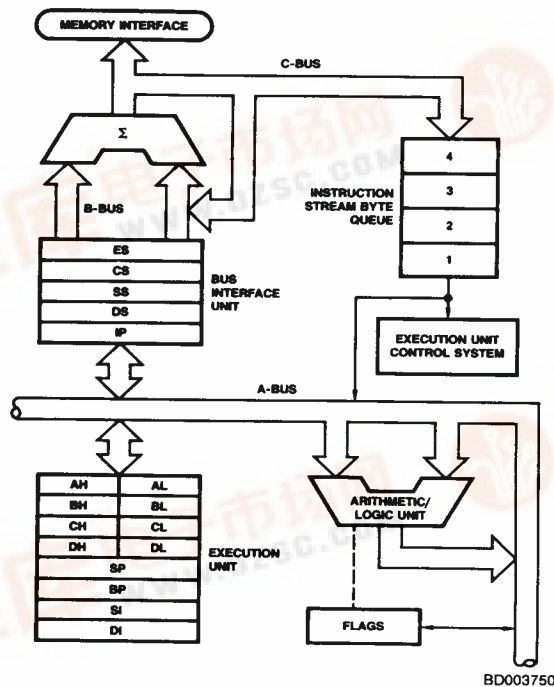 MEMORY INTERFACE
C-BUS
Σ
B-BUS
INSTRUCTION
STREAM BYTE
QUEUE
4
3
2
1
ES
CS
SS
DS
IP
BUS
INTERFACE
UNIT
EXECUTION UNIT
CONTROL SYSTEM
A-BUS
AH AL
BH BL
CH CL
DH DL
SP
BP
SI
DI
EXECUTION
UNIT
ARITHMETIC/
LOGIC UNIT
FLAGS
BD003750